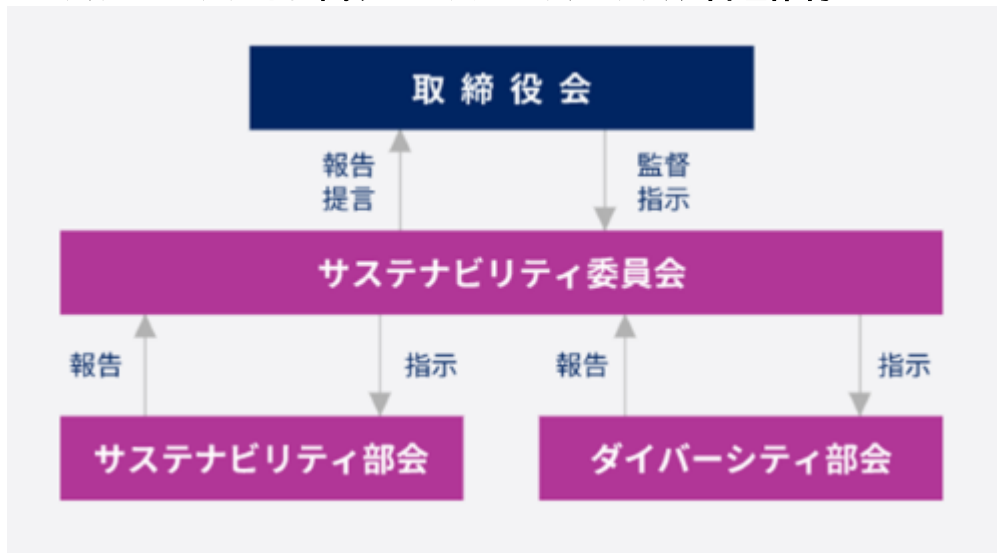 取締役会
報告
提言
監督
指示
サステナビリティ委員会
報告
指示
報告
指示
サステナビリティ部会
ダイバーシティ部会